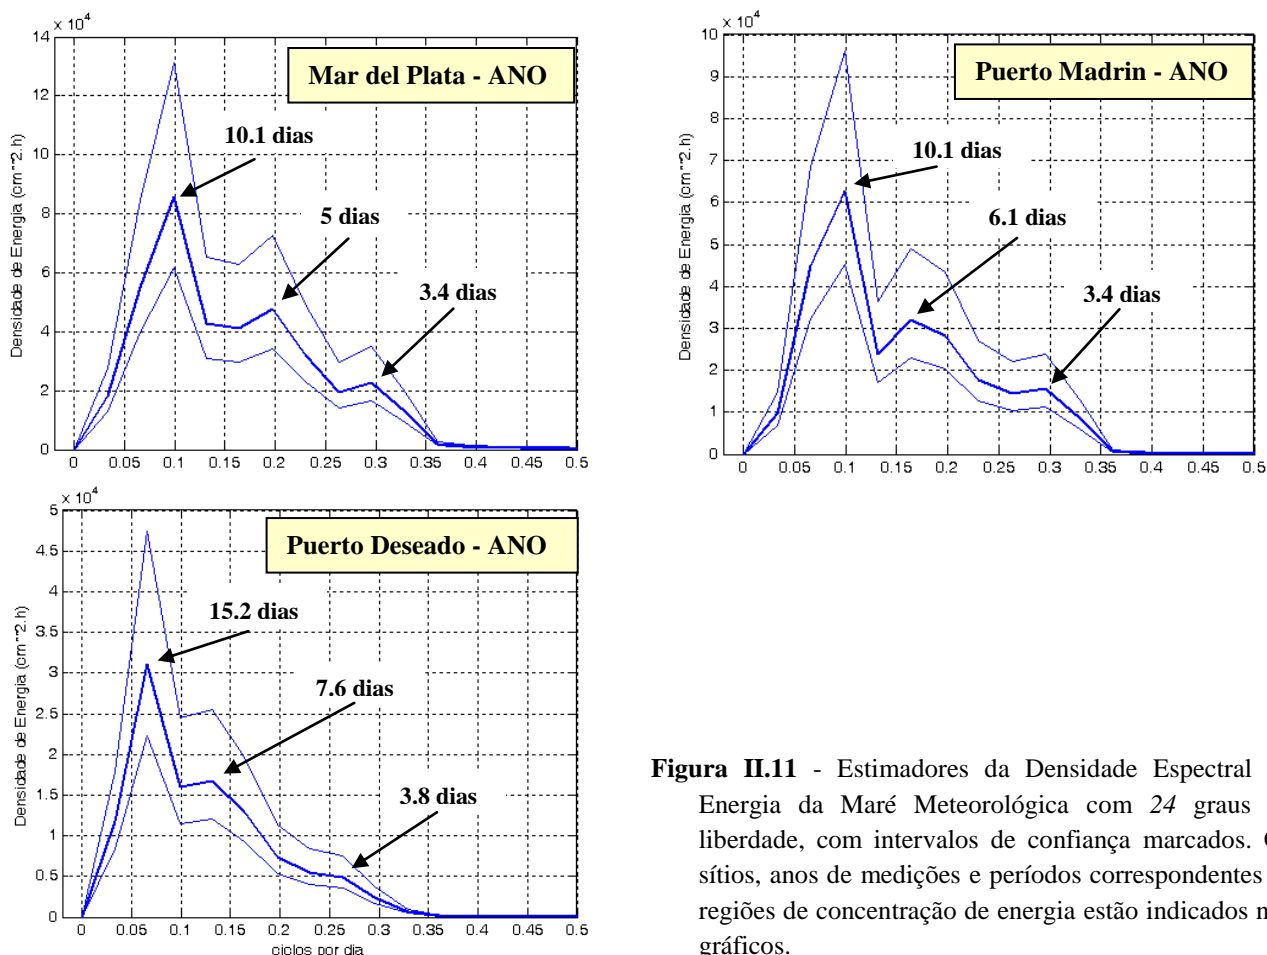 x 10^4
14
12
10
8
6
4
2
0
Densidade de Energia (cm^2.h)
Mar del Plata - ANO
10.1 dias
5 dias
3.4 dias
0 0.05 0.1 0.15 0.2 0.25 0.3 0.35 0.4 0.45 0.5
x 10^4
10
9
8
7
6
5
4
3
2
1
0
Densidade de Energia (cm^2.h)
Puerto Madrin - ANO
10.1 dias
6.1 dias
3.4 dias
0 0.05 0.1 0.15 0.2 0.25 0.3 0.35 0.4 0.45 0.5
x 10^4
5
4.5
4
3.5
3
2.5
2
1.5
1
0.5
0
Densidade de Energia (cm^2.h)
Puerto Deseado - ANO
15.2 dias
7.6 dias
3.8 dias
0 0.05 0.1 0.15 0.2 0.25 0.3 0.35 0.4 0.45 0.5
ciclos por dia
Figura II.11 - Estimadores da Densidade Espectral
Energia da Maré Meteorológica com 24 graus
liberdade, com intervalos de confiança marcados.
sítios, anos de medições e períodos correspondentes
regiões de concentração de energia estão indicados
gráficos.